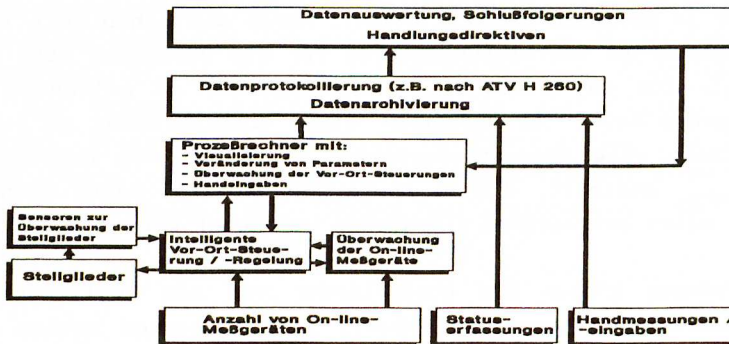 Datenauswertung, Schlußfolgerungen
Handlungsdirektiven
Datenprotokollierung (z.B. nach ATV H 260)
Datenarchivierung
Prozeßrechner mit:
- Visualisierung
- Veränderung von Parametern
- Überwachung der Vor-Ort-Steuerungen
- Handeingaben
Sensoren zur
Überwachung der
Stellglieder
Stellglieder
Intelligente
Vor-Ort-Steue-
rung / -Regelung
Überwachung
der On-line-
Meßgeräte
Anzahl von On-line-
Meßgeräten
Status-
erfassungen
Handmessungen /
-eingaben